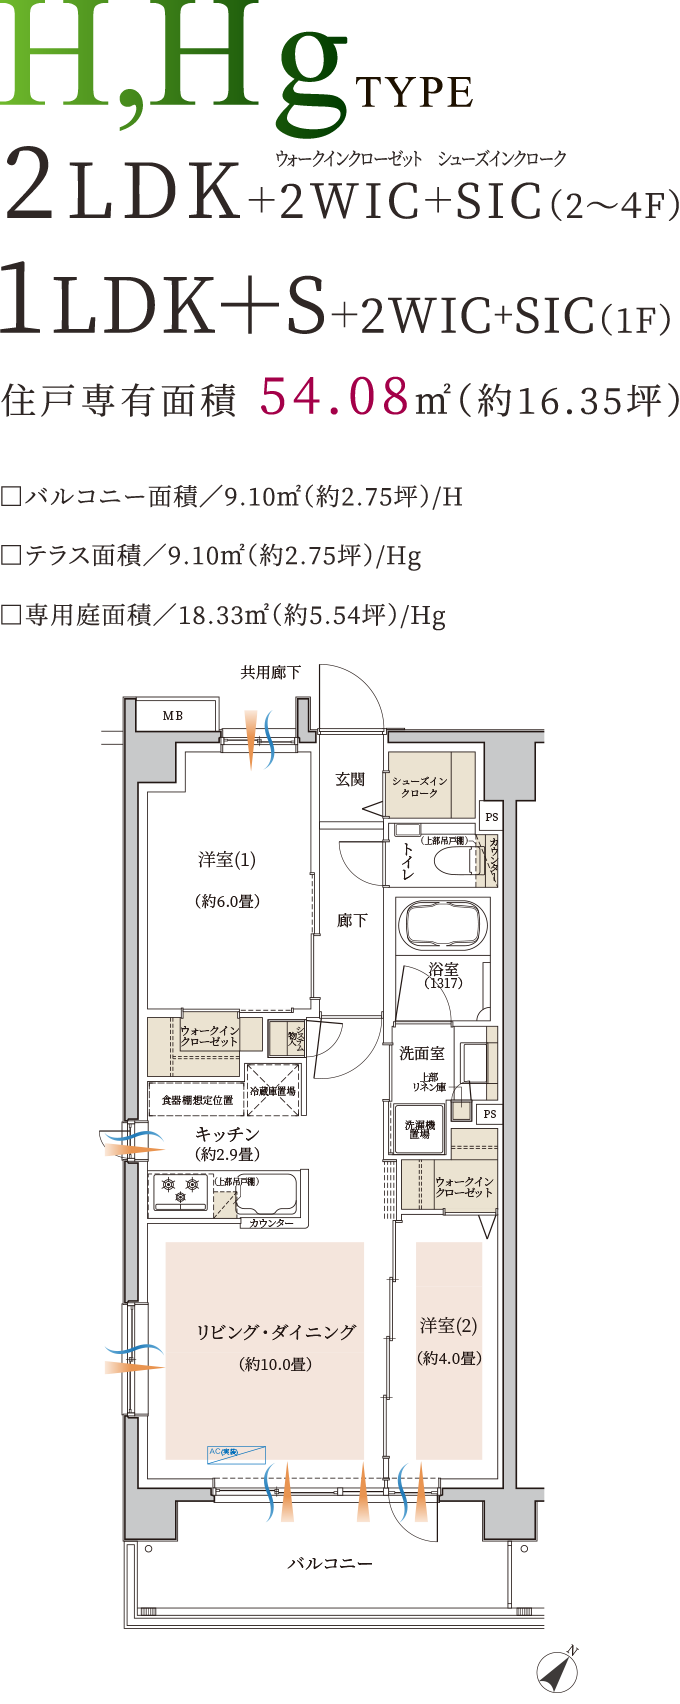 H,Hg TYPE
ウォークインクローゼット シューズインクローク
2LDK+2WIC+SIC(2～4F)
1LDK+S+2WIC+SIC(1F)
住戸専有面積 54.08㎡(約16.35坪)
□バルコニー面積／9.10㎡(約2.75坪)/H
□テラス面積／9.10㎡(約2.75坪)/Hg
□専用庭面積／18.33㎡(約5.54坪)/Hg
共用廊下
MB
玄関
シューズイン
クローク
PS
洋室(1)
(約6.0畳)
トイレ
(上部吊戸棚)
カウンター
廊下
浴室
(1317)
ウォークイン
クローゼット
システム
物入
洗面室
上部
リネン庫
冷蔵庫置場
食器棚想定位置
PS
洗濯機
置場
キッチン
(約2.9畳)
(上部吊戸棚)
カウンター
ウォークイン
クローゼット
リビング・ダイニング
(約10.0畳)
洋室(2)
(約4.0畳)
AC(実装)
バルコニー
N